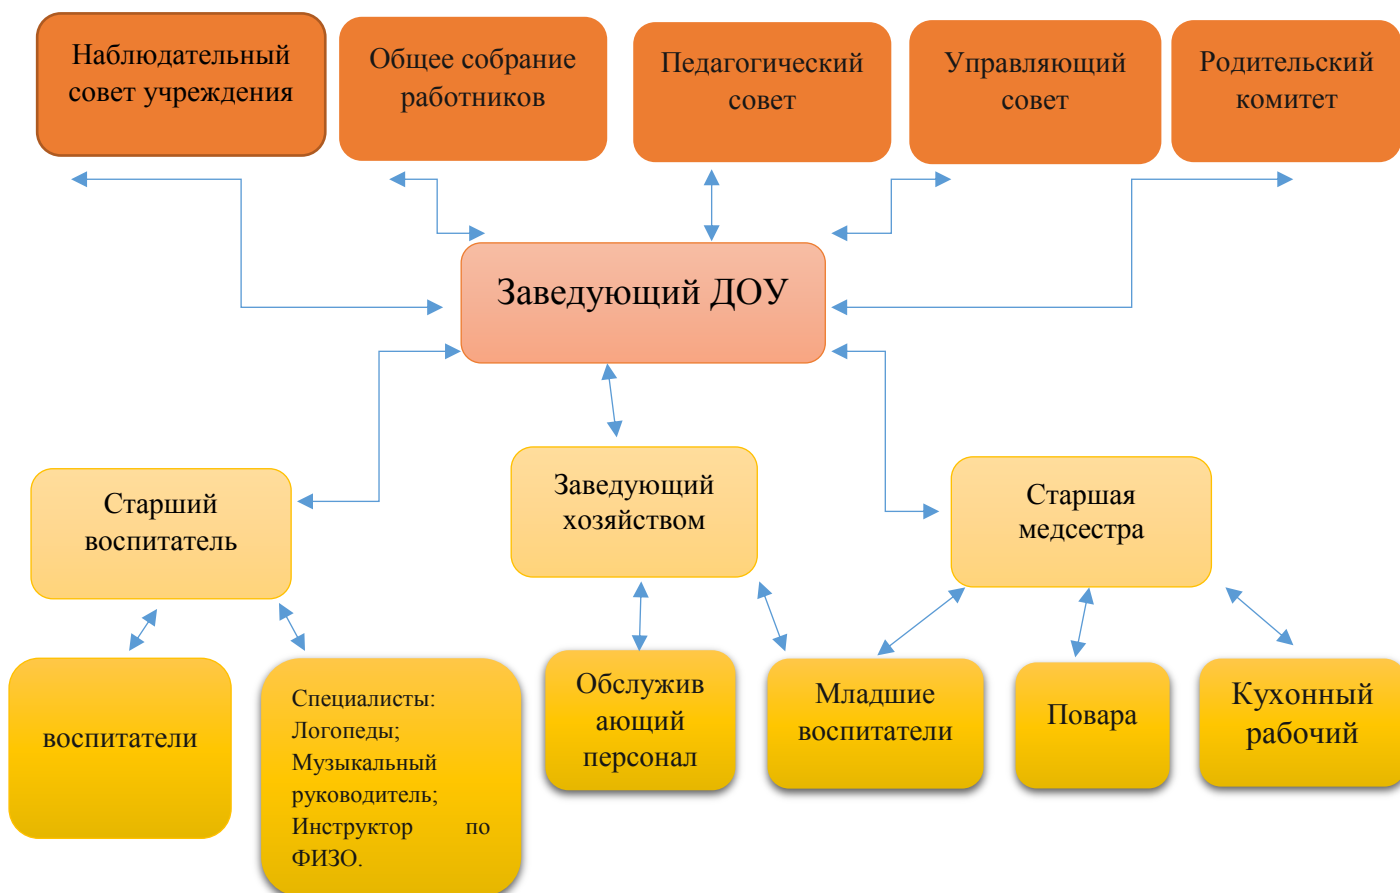 Наблюдательный
совет учреждения
Общее собрание
работников
Педагогический
совет
Управляющий
совет
Родительский
комитет
Заведующий ДОУ
Старший
воспитатель
Заведующий
хозяйством
Старшая
медсестра
воспитатели
Специалисты:
Логопеды;
Музыкальный
руководитель;
Инструктор по
ФИЗО.
Обслужив
ающий
персонал
Младшие
воспитатели
Повара
Кухонный
рабочий